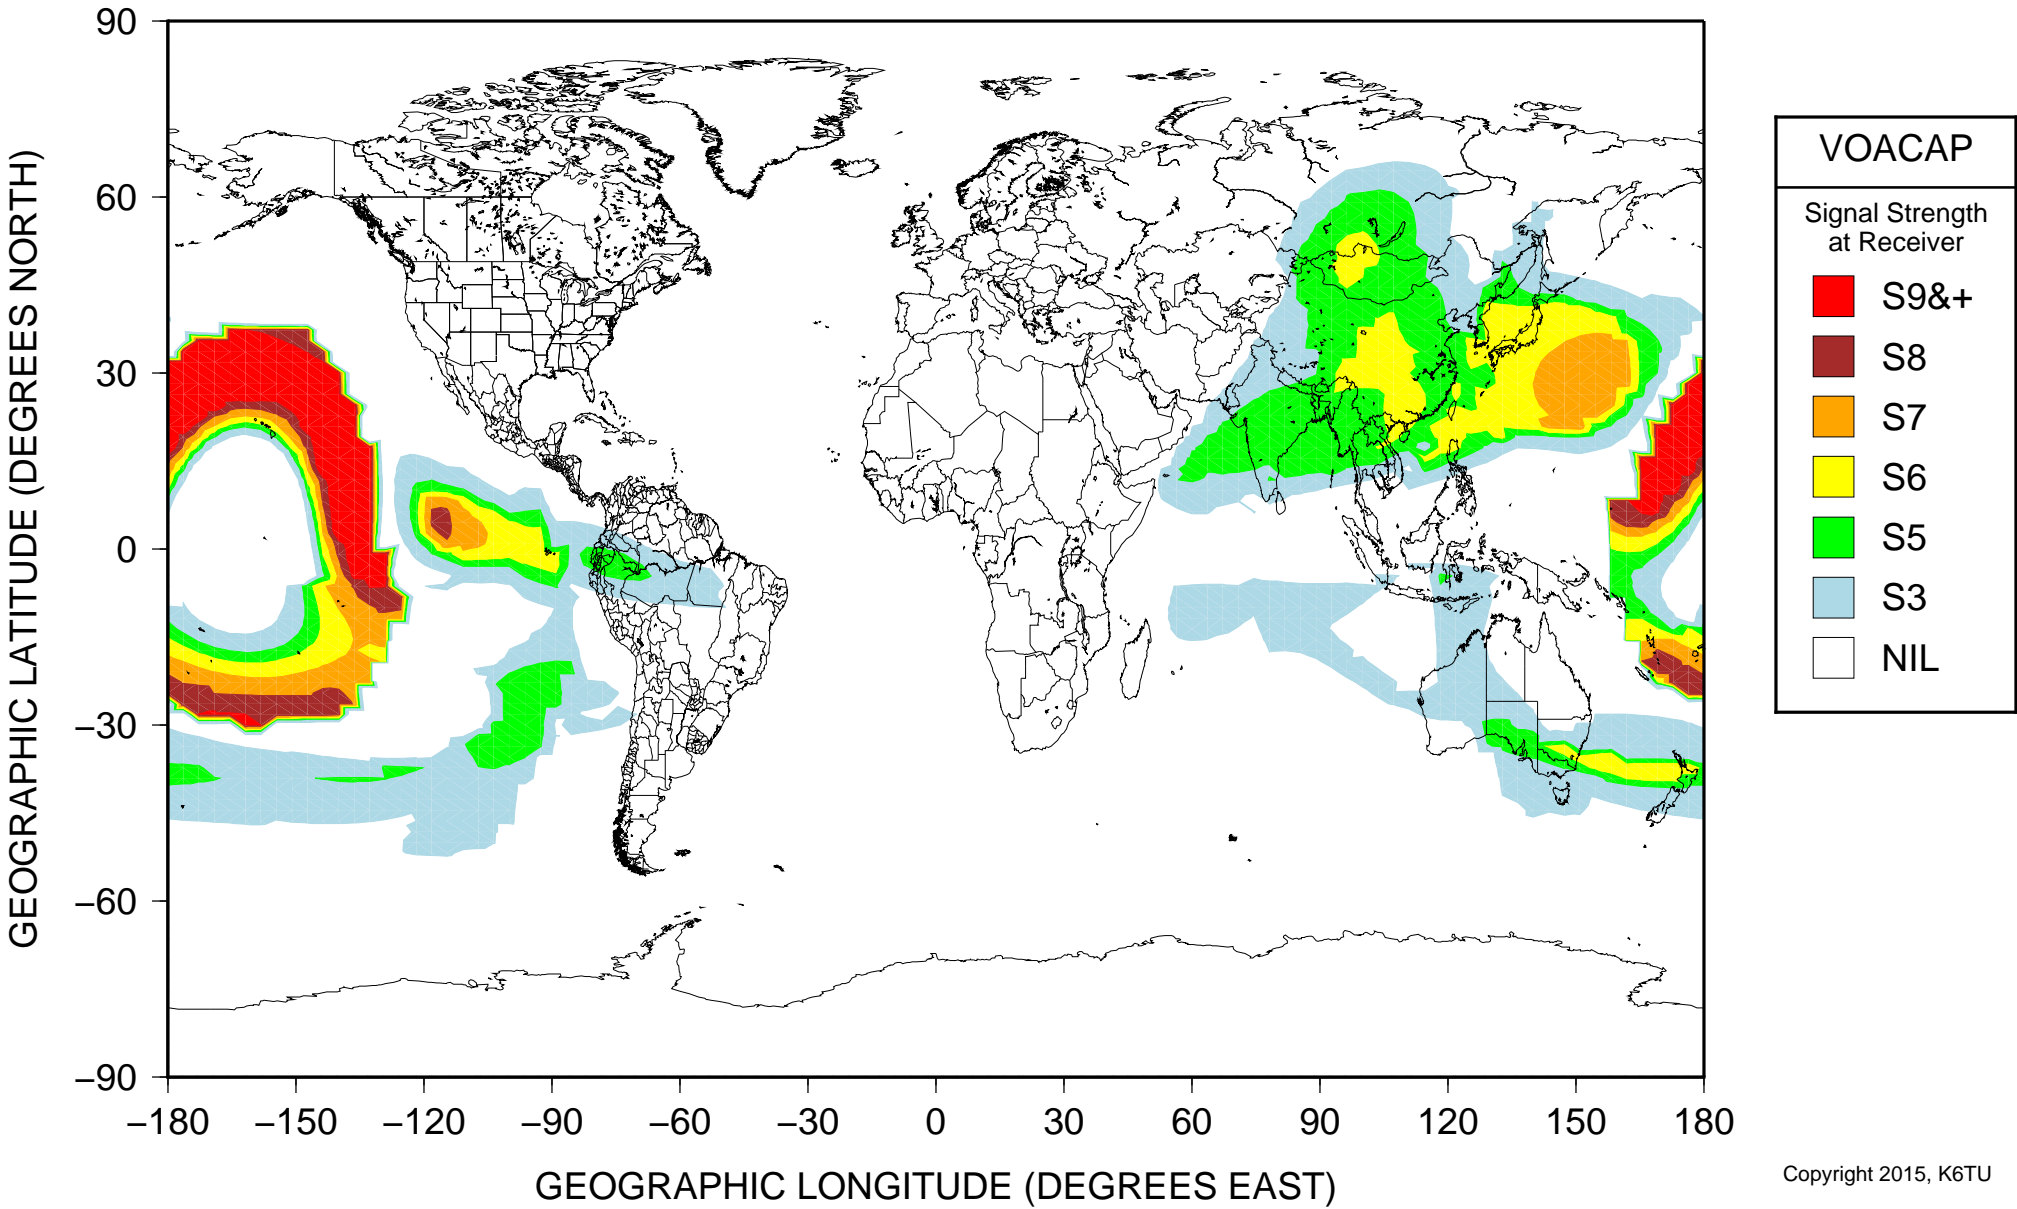 GEOGRAPHIC LATITUDE (DEGREES NORTH)
90
60
30
0
−30
−60
−90
−180 −150 −120 −90 −60 −30 0 30 60 90 120 150 180
GEOGRAPHIC LONGITUDE (DEGREES EAST)
VOACAP
Signal Strength
at Receiver
S9&+
S8
S7
S6
S5
S3
NIL
Copyright 2015, K6TU